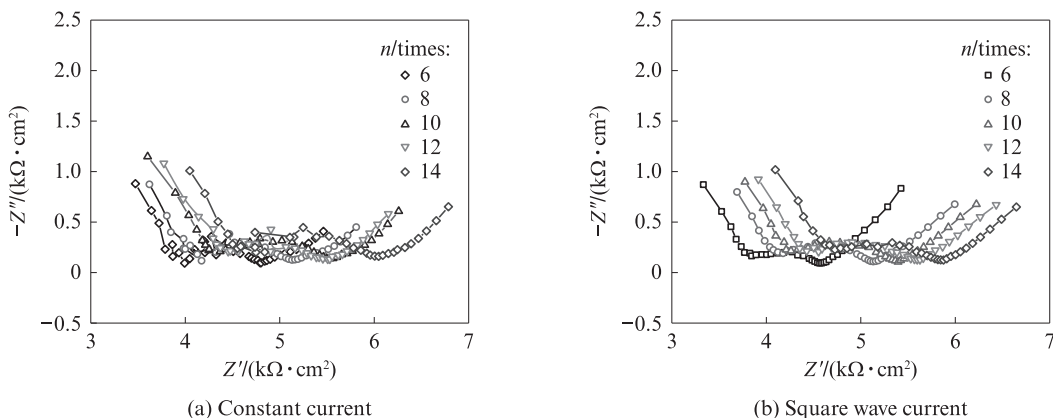 2.5
2.0
1.5
1.0
0.5
0
−0.5
−Z″/(kΩ·cm²)
n/times:
6
8
10
12
14
3 4 5 6 7
Z′/(kΩ·cm²)
(a) Constant current
2.5
2.0
1.5
1.0
0.5
0
−0.5
−Z″/(kΩ·cm²)
n/times:
6
8
10
12
14
3 4 5 6 7
Z′/(kΩ·cm²)
(b) Square wave current